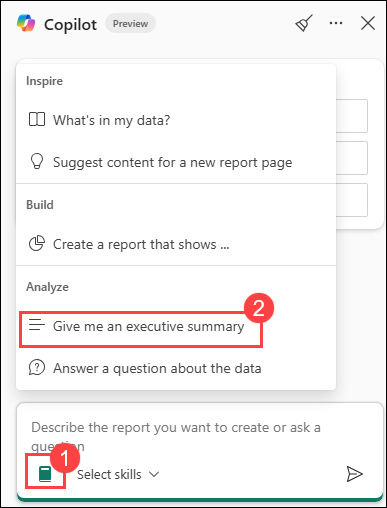 Copilot Preview
Inspire
What's in my data?
Suggest content for a new report page
Build
Create a report that shows ...
Analyze
2
Give me an executive summary
Answer a question about the data
Describe the report you want to create or ask a
question
1
Select skills